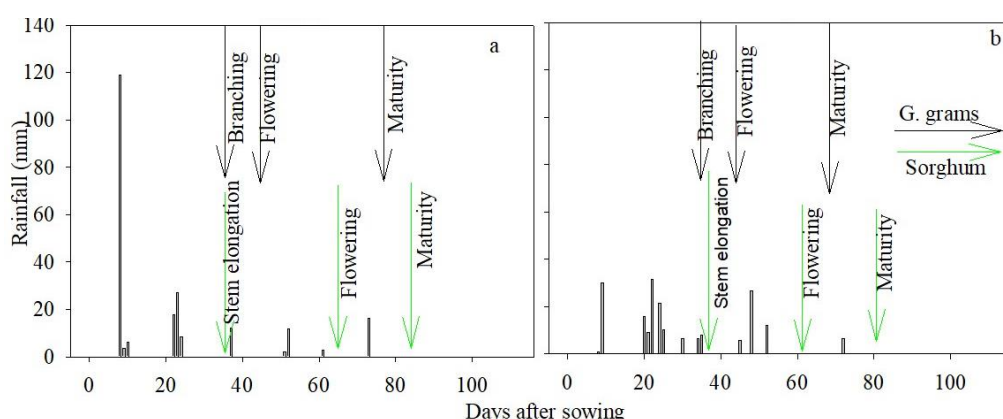 140
120
100
80
60
40
20
0
Rainfall (mm)
a
Branching
Flowering
Maturity
Stem elongation
Flowering
Maturity
0 20 40 60 80 100
b
Branching
Flowering
Maturity
Stem elongation
Flowering
Maturity
G. grams
Sorghum
0 20 40 60 80 100
Days after sowing